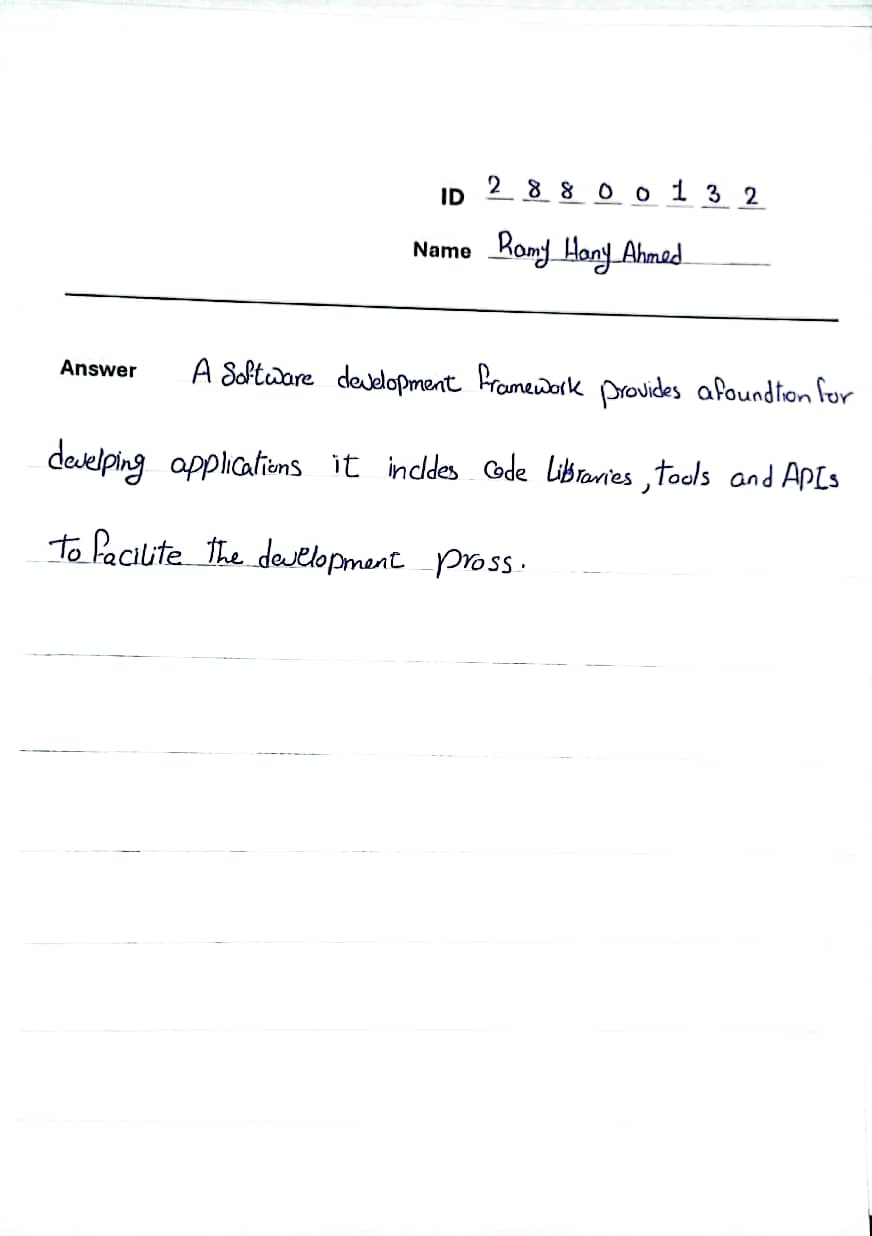 ID 2 8 8 0 0 1 3 2
Name Ramy Hany Ahmed
Answer A Software development framework provides afoundtion for
develping applications it incldes Code libraries, tools and APIs
To facilite the development pross.